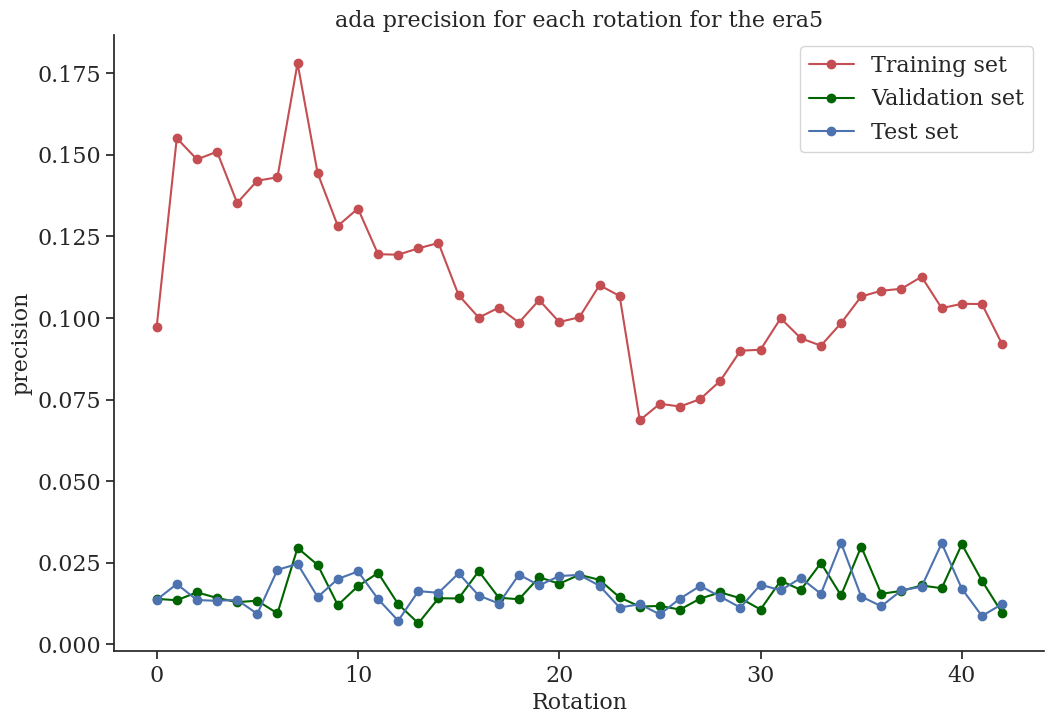 ada precision for each rotation for the era5
Training set
Validation set
Test set
0.175
0.150
0.125
0.100
0.075
0.050
0.025
0.000
precision
0 10 20 30 40
Rotation